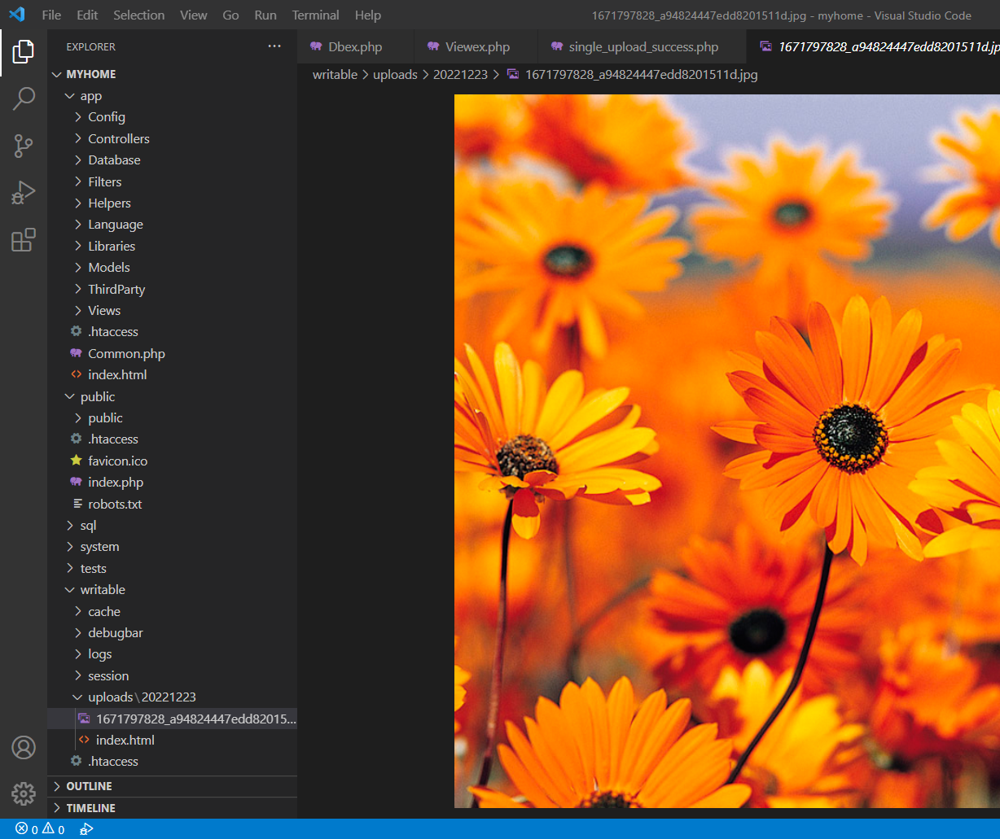 File Edit Selection View Go Run Terminal Help 1671797828_a94824447edd8201511d.jpg - myhome - Visual Studio Code
EXPLORER ...
Dbex.php Viewex.php single_upload_success.php 1671797828_a94824447edd8201511d.jp
writable > uploads > 20221223 > 1671797828_a94824447edd8201511d.jpg
MYHOME
app
Config
Controllers
Database
Filters
Helpers
Language
Libraries
Models
ThirdParty
Views
.htaccess
Common.php
index.html
public
public
.htaccess
favicon.ico
index.php
robots.txt
sql
system
tests
writable
cache
debugbar
logs
session
uploads\20221223
1671797828_a94824447edd82015...
index.html
.htaccess
OUTLINE
TIMELINE
0 0